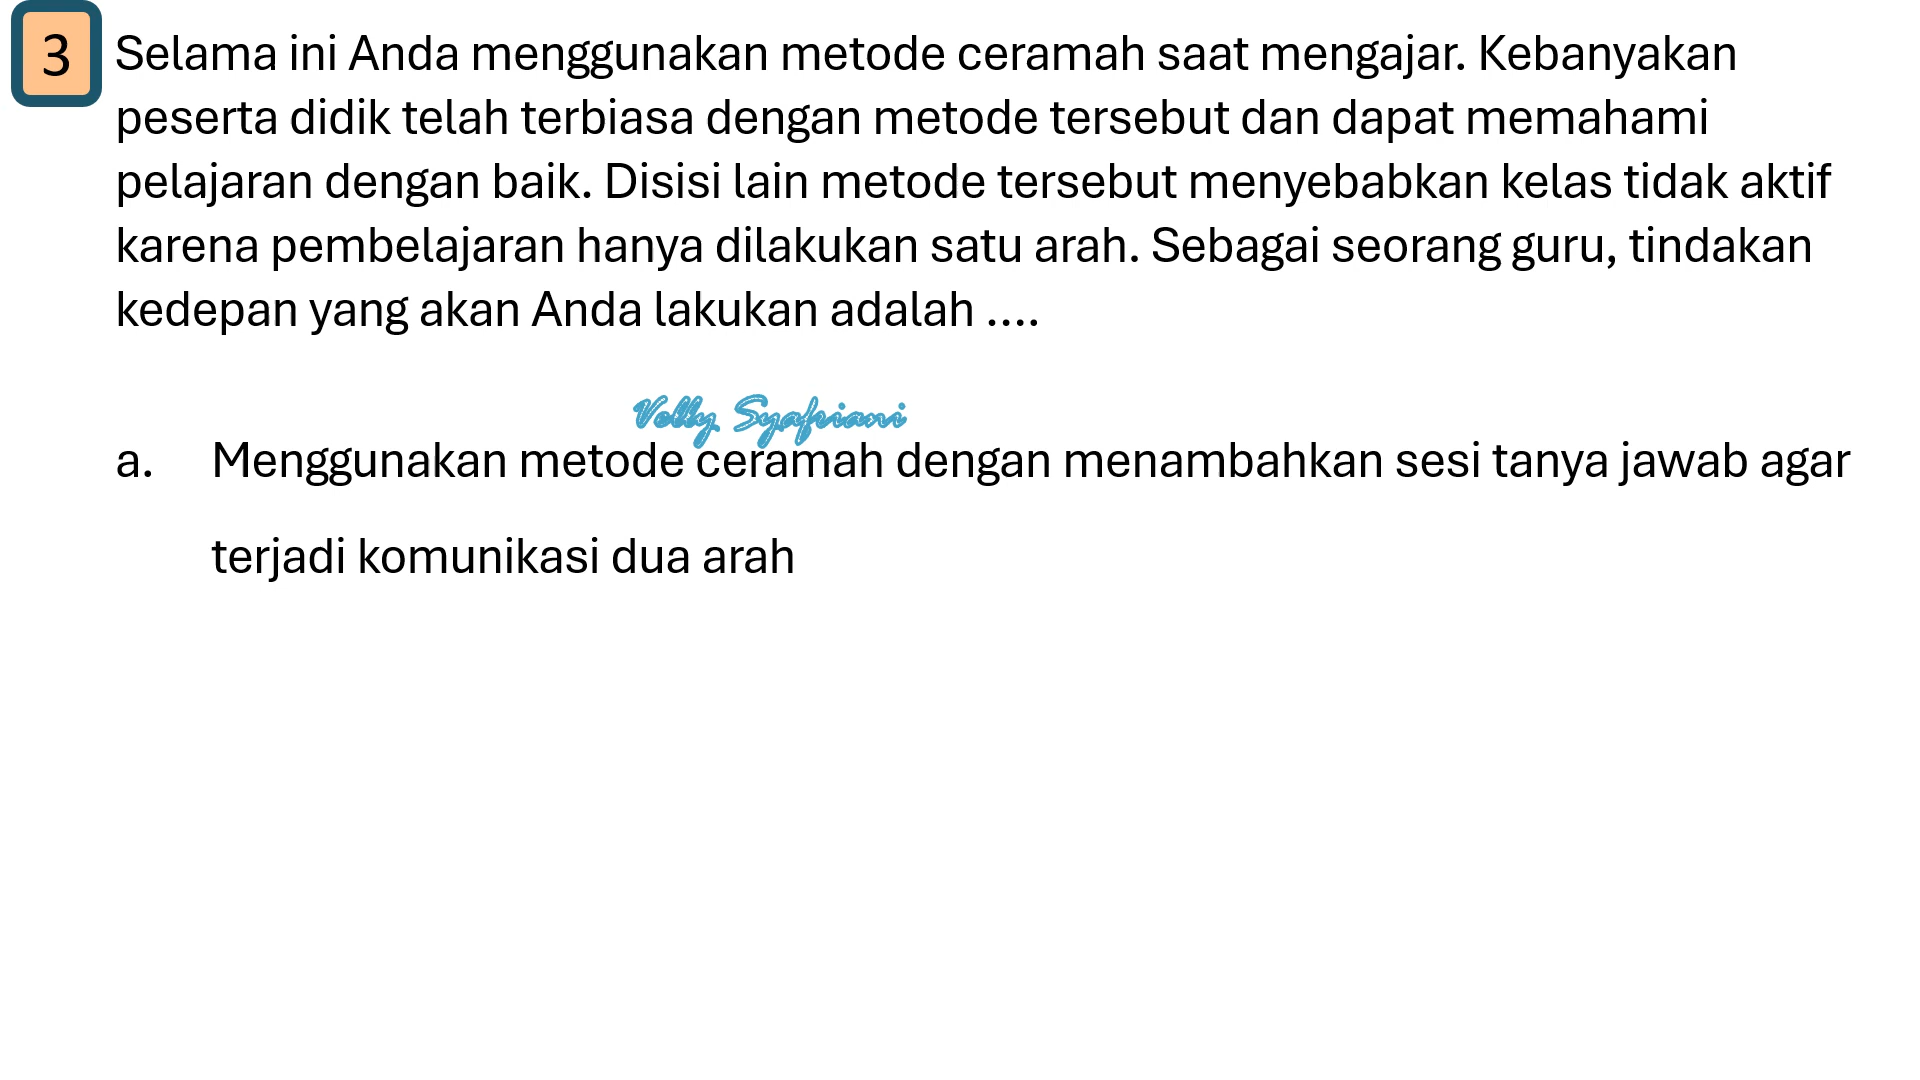 3
Selama ini Anda menggunakan metode ceramah saat mengajar. Kebanyakan
peserta didik telah terbiasa dengan metode tersebut dan dapat memahami
pelajaran dengan baik. Disisi lain metode tersebut menyebabkan kelas tidak aktif
karena pembelajaran hanya dilakukan satu arah. Sebagai seorang guru, tindakan
kedepan yang akan Anda lakukan adalah ....
Velly Syafriani
a. Menggunakan metode ceramah dengan menambahkan sesi tanya jawab agar
terjadi komunikasi dua arah